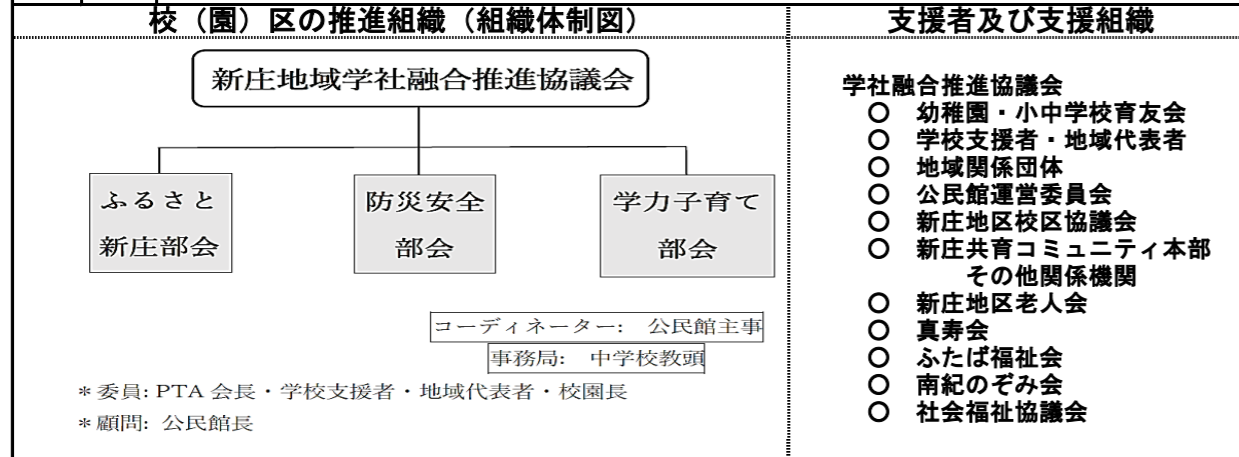 校（園）区の推進組織（組織体制図）
新庄地域学社融合推進協議会
ふるさと
新庄部会
防災安全
部会
学力子育て
部会
コーディネーター: 公民館主事
事務局: 中学校教頭
＊委員: PTA 会長・学校支援者・地域代表者・校園長
＊顧問: 公民館長
支援者及び支援組織
学社融合推進協議会
○ 幼稚園・小中学校育友会
○ 学校支援者・地域代表者
○ 地域関係団体
○ 公民館運営委員会
○ 新庄地区校区協議会
○ 新庄共育コミュニティ本部
その他関係機関
○ 新庄地区老人会
○ 真寿会
○ ふたば福祉会
○ 南紀のぞみ会
○ 社会福祉協議会